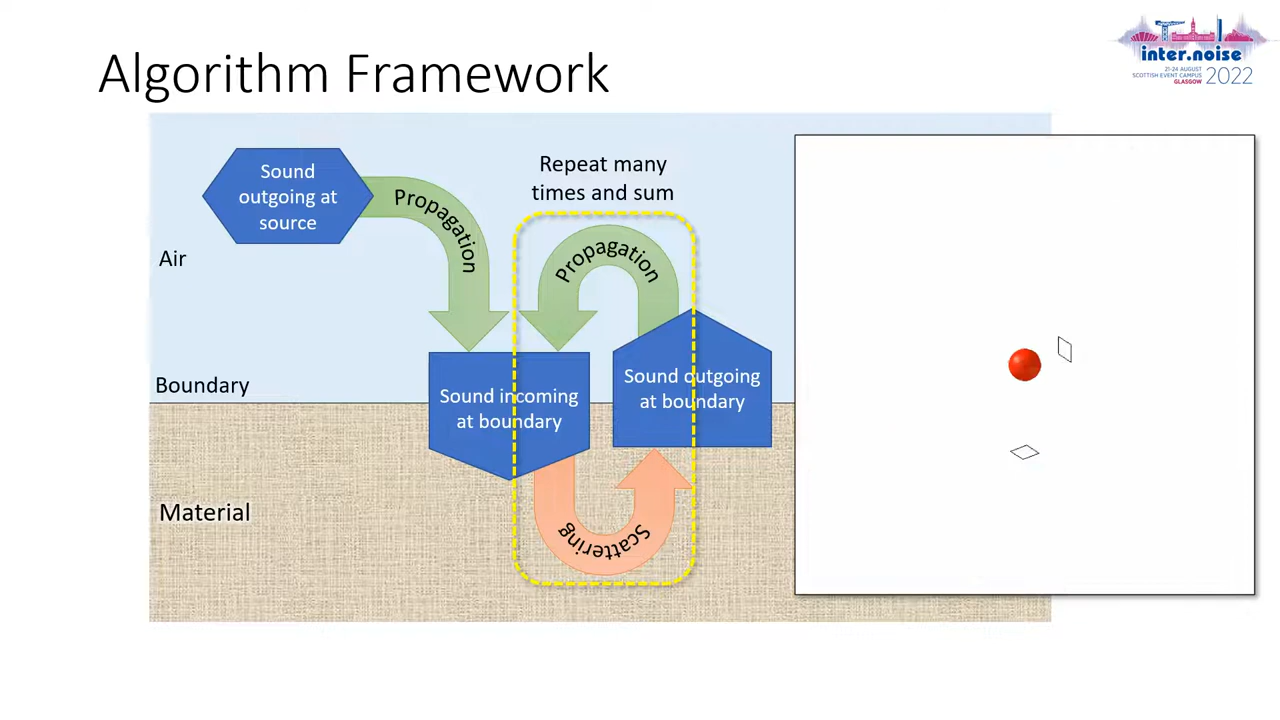 Algorithm Framework
inter.noise
21-24 AUGUST
SCOTTISH EVENT CAMPUS
GLASGOW
2022
Sound
outgoing at
source
Propagation
Repeat many
times and sum
Propagation
Air
Boundary
Sound incoming
at boundary
Sound outgoing
at boundary
Material
Scattering